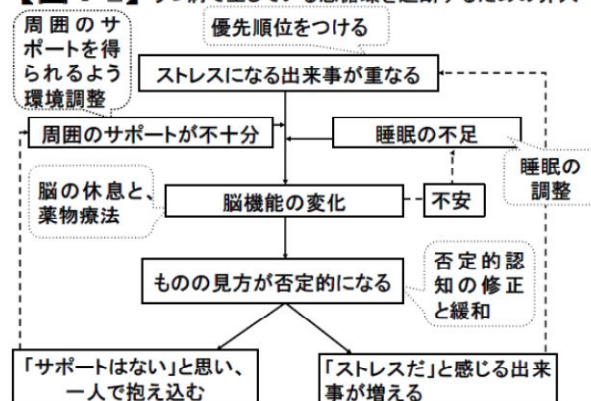 周囲のサ
ポートを得
られるよう
環境調整
優先順位をつける
ストレスになる出来事が重なる
周囲のサポートが不十分
睡眠の不足
睡眠の
調整
脳の休息と、
薬物療法
脳機能の変化
不安
ものの見方が否定的になる
否定的認
知の修正
と緩和
「サポートはない」と思い、
一人で抱え込む
「ストレスだ」と感じる出来
事が増える